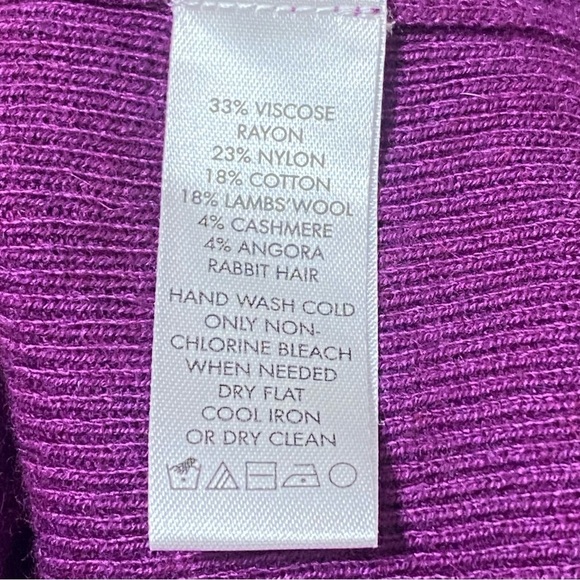 33% VISCOSE
RAYON
23% NYLON
18% COTTON
18% LAMBS'WOOL
4% CASHMERE
4% ANGORA
RABBIT HAIR
HAND WASH COLD
ONLY NON-
CHLORINE BLEACH
WHEN NEEDED
DRY FLAT
COOL IRON
OR DRY CLEAN